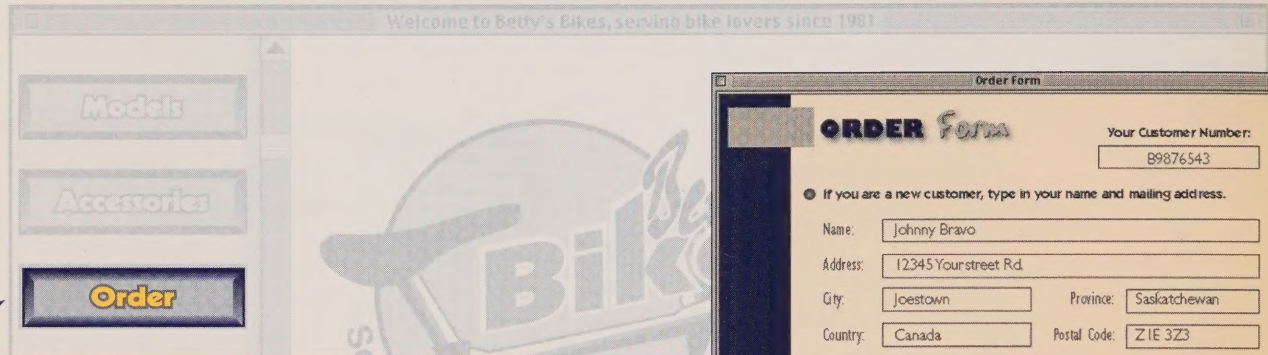 Welcome to Betty's Bikes, serving bike lovers since 1981
Models
Accessories
Order
Order Form
ORDER Form
Your Customer Number:
B9876543
If you are a new customer, type in your name and mailing address.
Name: Johnny Bravo
Address: 12345 Yourstreet Rd.
City: Joestown Province: Saskatchewan
Country: Canada Postal Code: Z1E 3Z3